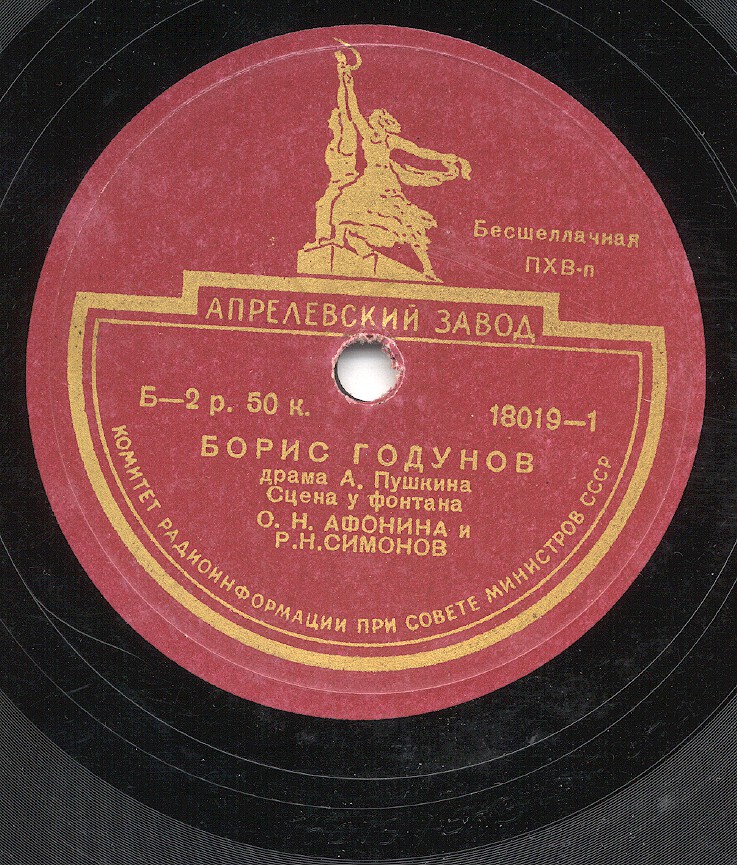 Бесшеллачная
ПХВ-п
АПРЕЛЕВСКИЙ ЗАВОД
Б—2 р. 50 к.
18019—1
БОРИС ГОДУНОВ
драма А. Пушкина
Сцена у фонтана
О. Н. АФОНИНА и
Р.Н.СИМОНОВ
КОМИТЕТ РАДИОИНФОРМАЦИИ ПРИ СОВЕТЕ МИНИСТРОВ СССР